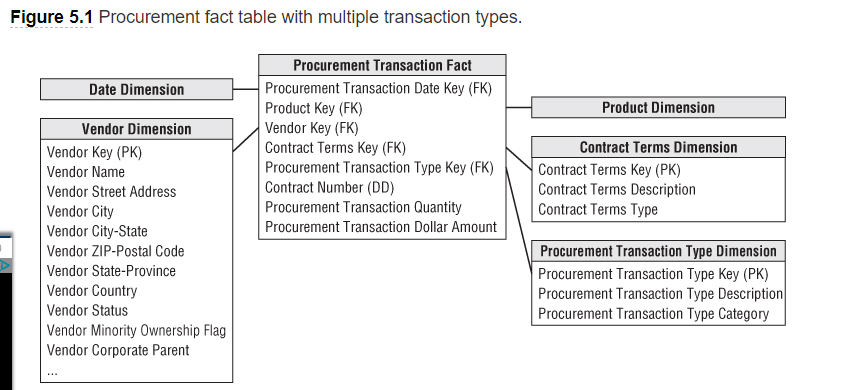 Figure 5.1 Procurement fact table with multiple transaction types.
Procurement Transaction Fact
Procurement Transaction Date Key (FK)
Product Key (FK)
Vendor Key (FK)
Contract Terms Key (FK)
Procurement Transaction Type Key (FK)
Contract Number (DD)
Procurement Transaction Quantity
Procurement Transaction Dollar Amount
Date Dimension
Vendor Dimension
Vendor Key (PK)
Vendor Name
Vendor Street Address
Vendor City
Vendor City-State
Vendor ZIP-Postal Code
Vendor State-Province
Vendor Country
Vendor Status
Vendor Minority Ownership Flag
Vendor Corporate Parent
...
Product Dimension
Contract Terms Dimension
Contract Terms Key (PK)
Contract Terms Description
Contract Terms Type
Procurement Transaction Type Dimension
Procurement Transaction Type Key (PK)
Procurement Transaction Type Description
Procurement Transaction Type Category